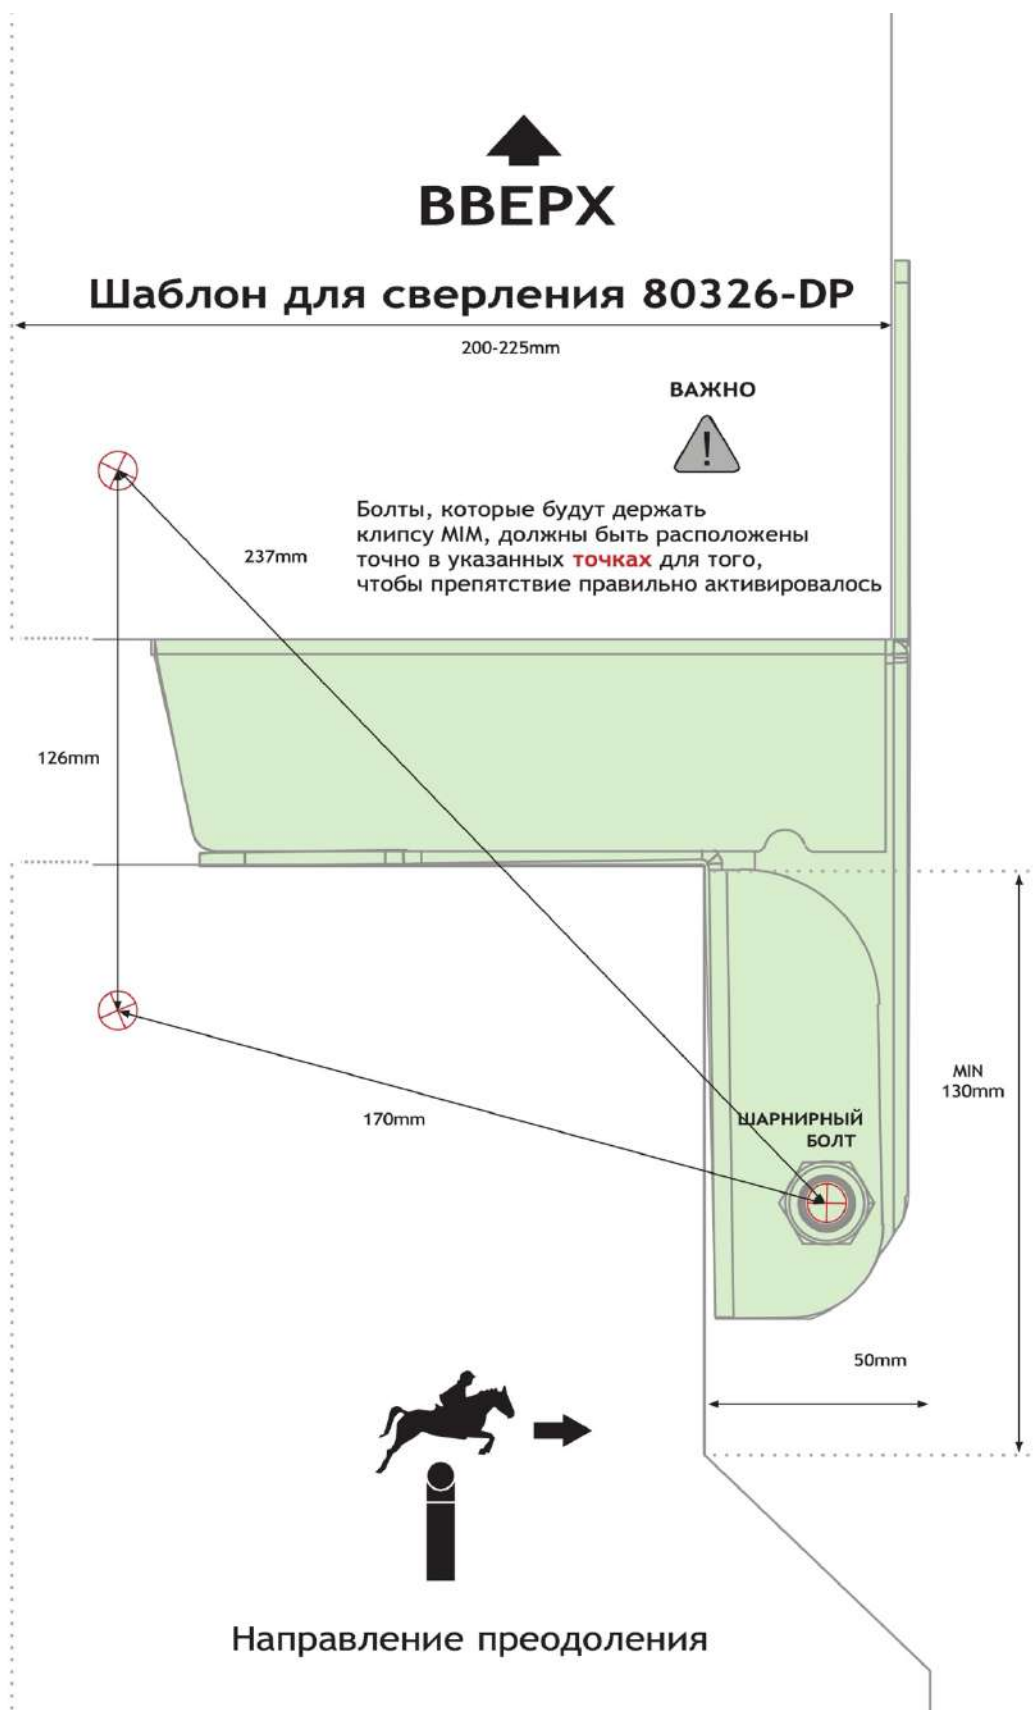 ВВЕРХ
Шаблон для сверления 80326-DP
200-225mm
ВАЖНО
!
Болты, которые будут держать
клипсу MIM, должны быть расположены
точно в указанных точках для того,
чтобы препятствие правильно активировалось
237mm
126mm
170mm
ШАРНИРНЫЙ
БОЛТ
MIN
130mm
50mm
Направление преодоления